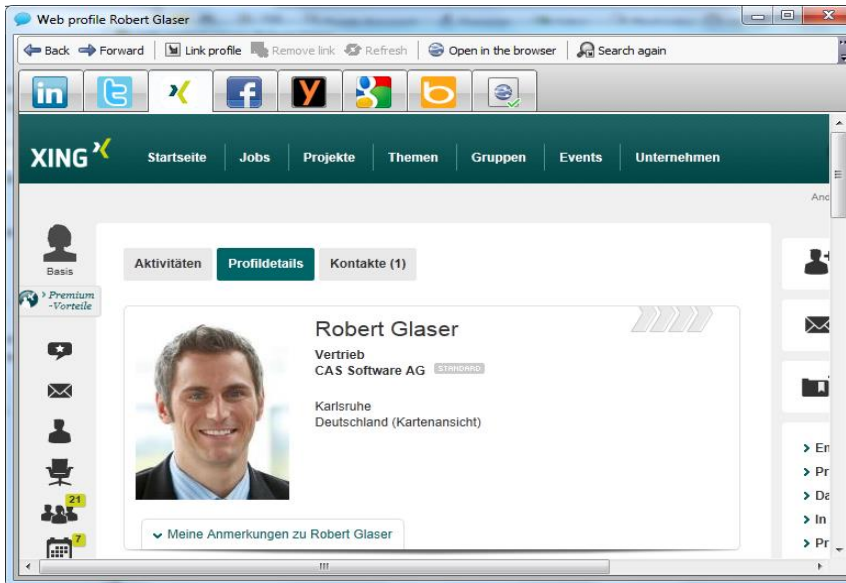 Web profile Robert Glaser
Back Forward Link profile Remove link Refresh Open in the browser Search again
XING Startseite Jobs Projekte Themen Gruppen Events Unternehmen
Basis
Premium
-Vorteile
21
7
Aktivitäten Profildetails Kontakte (1)
Robert Glaser
Vertrieb
CAS Software AG STANDARD
Karlsruhe
Deutschland (Kartenansicht)
Meine Anmerkungen zu Robert Glaser
In